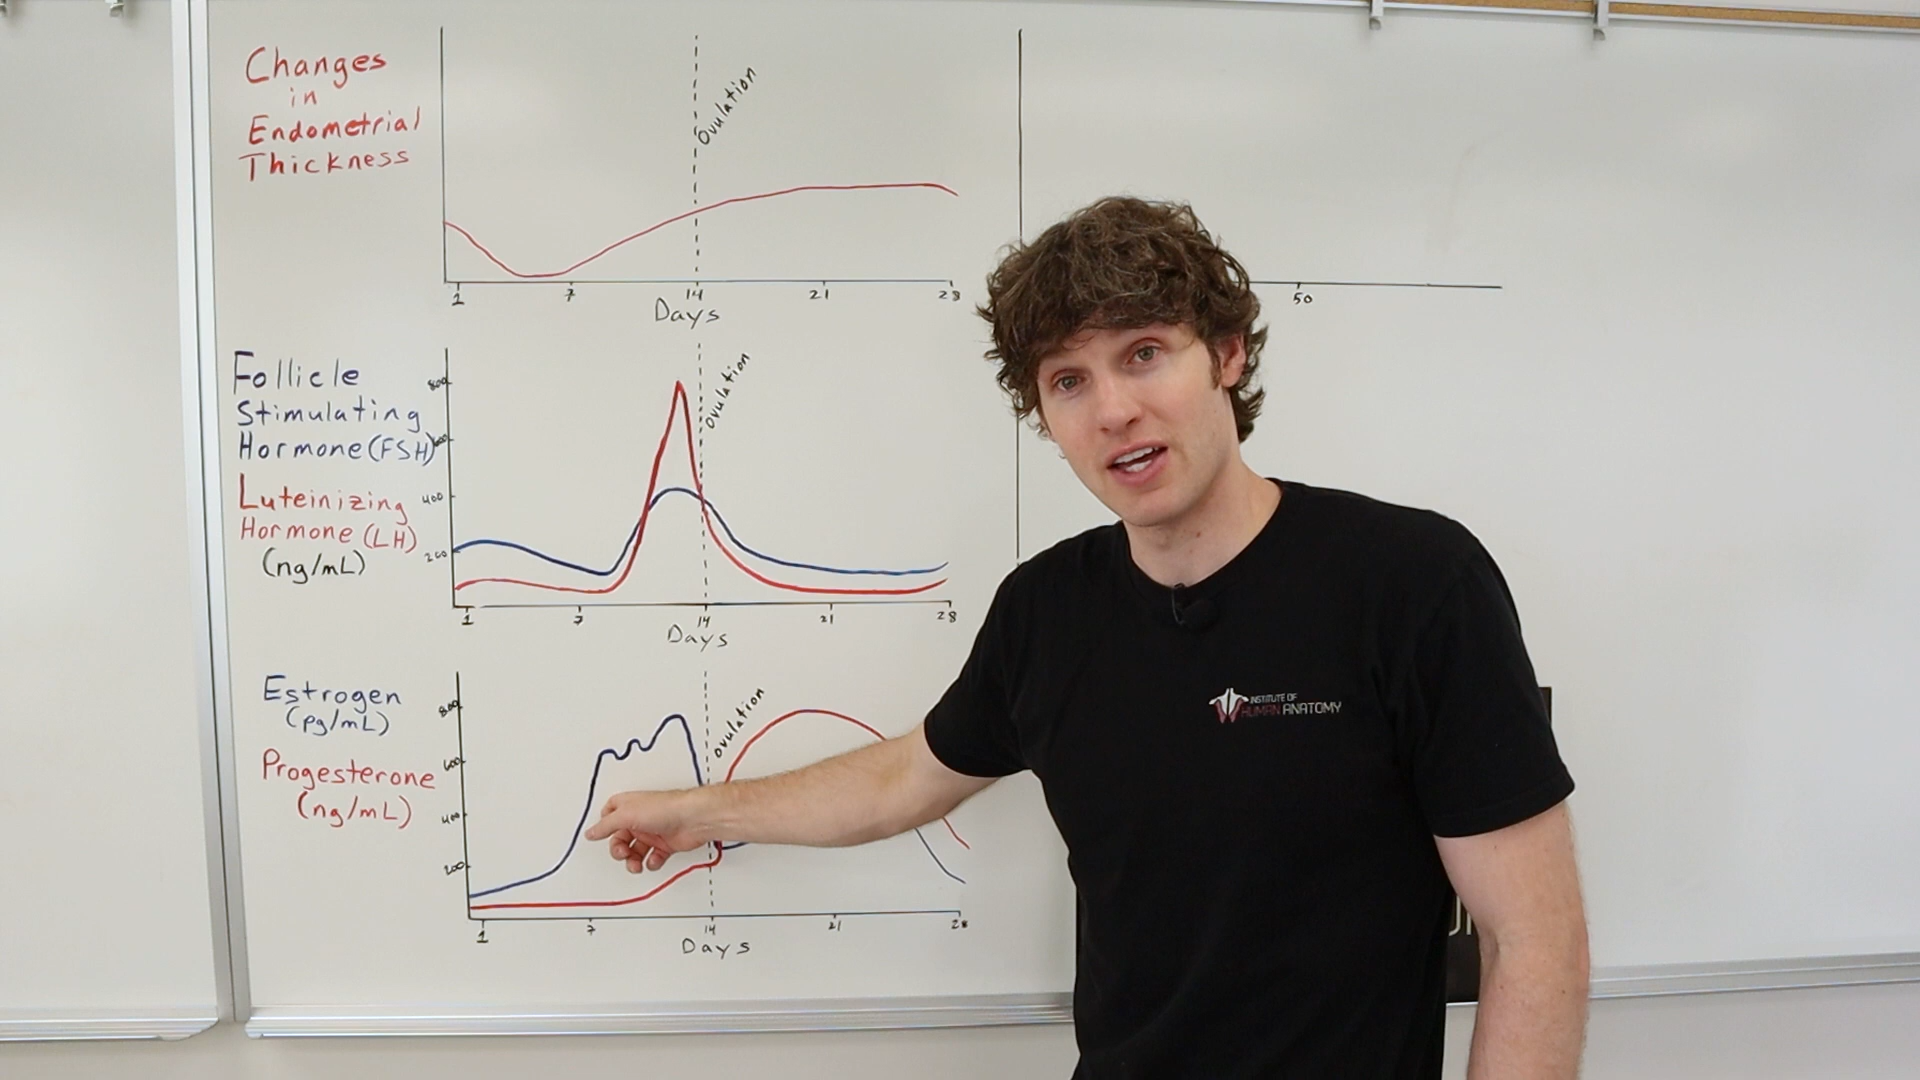 Changes
in
Endometrial
Thickness
Ovulation
1 7 14 21 28
Days
50
Follicle
Stimulating
Hormone (FSH)
Luteinizing
Hormone (LH)
(ng/mL)
800
600
400
200
Ovulation
1 7 14 21 28
Days
Estrogen
(pg/mL)
Progesterone
(ng/mL)
800
600
400
200
Ovulation
1 7 14 21 28
Days
INSTITUTE OF
HUMAN ANATOMY